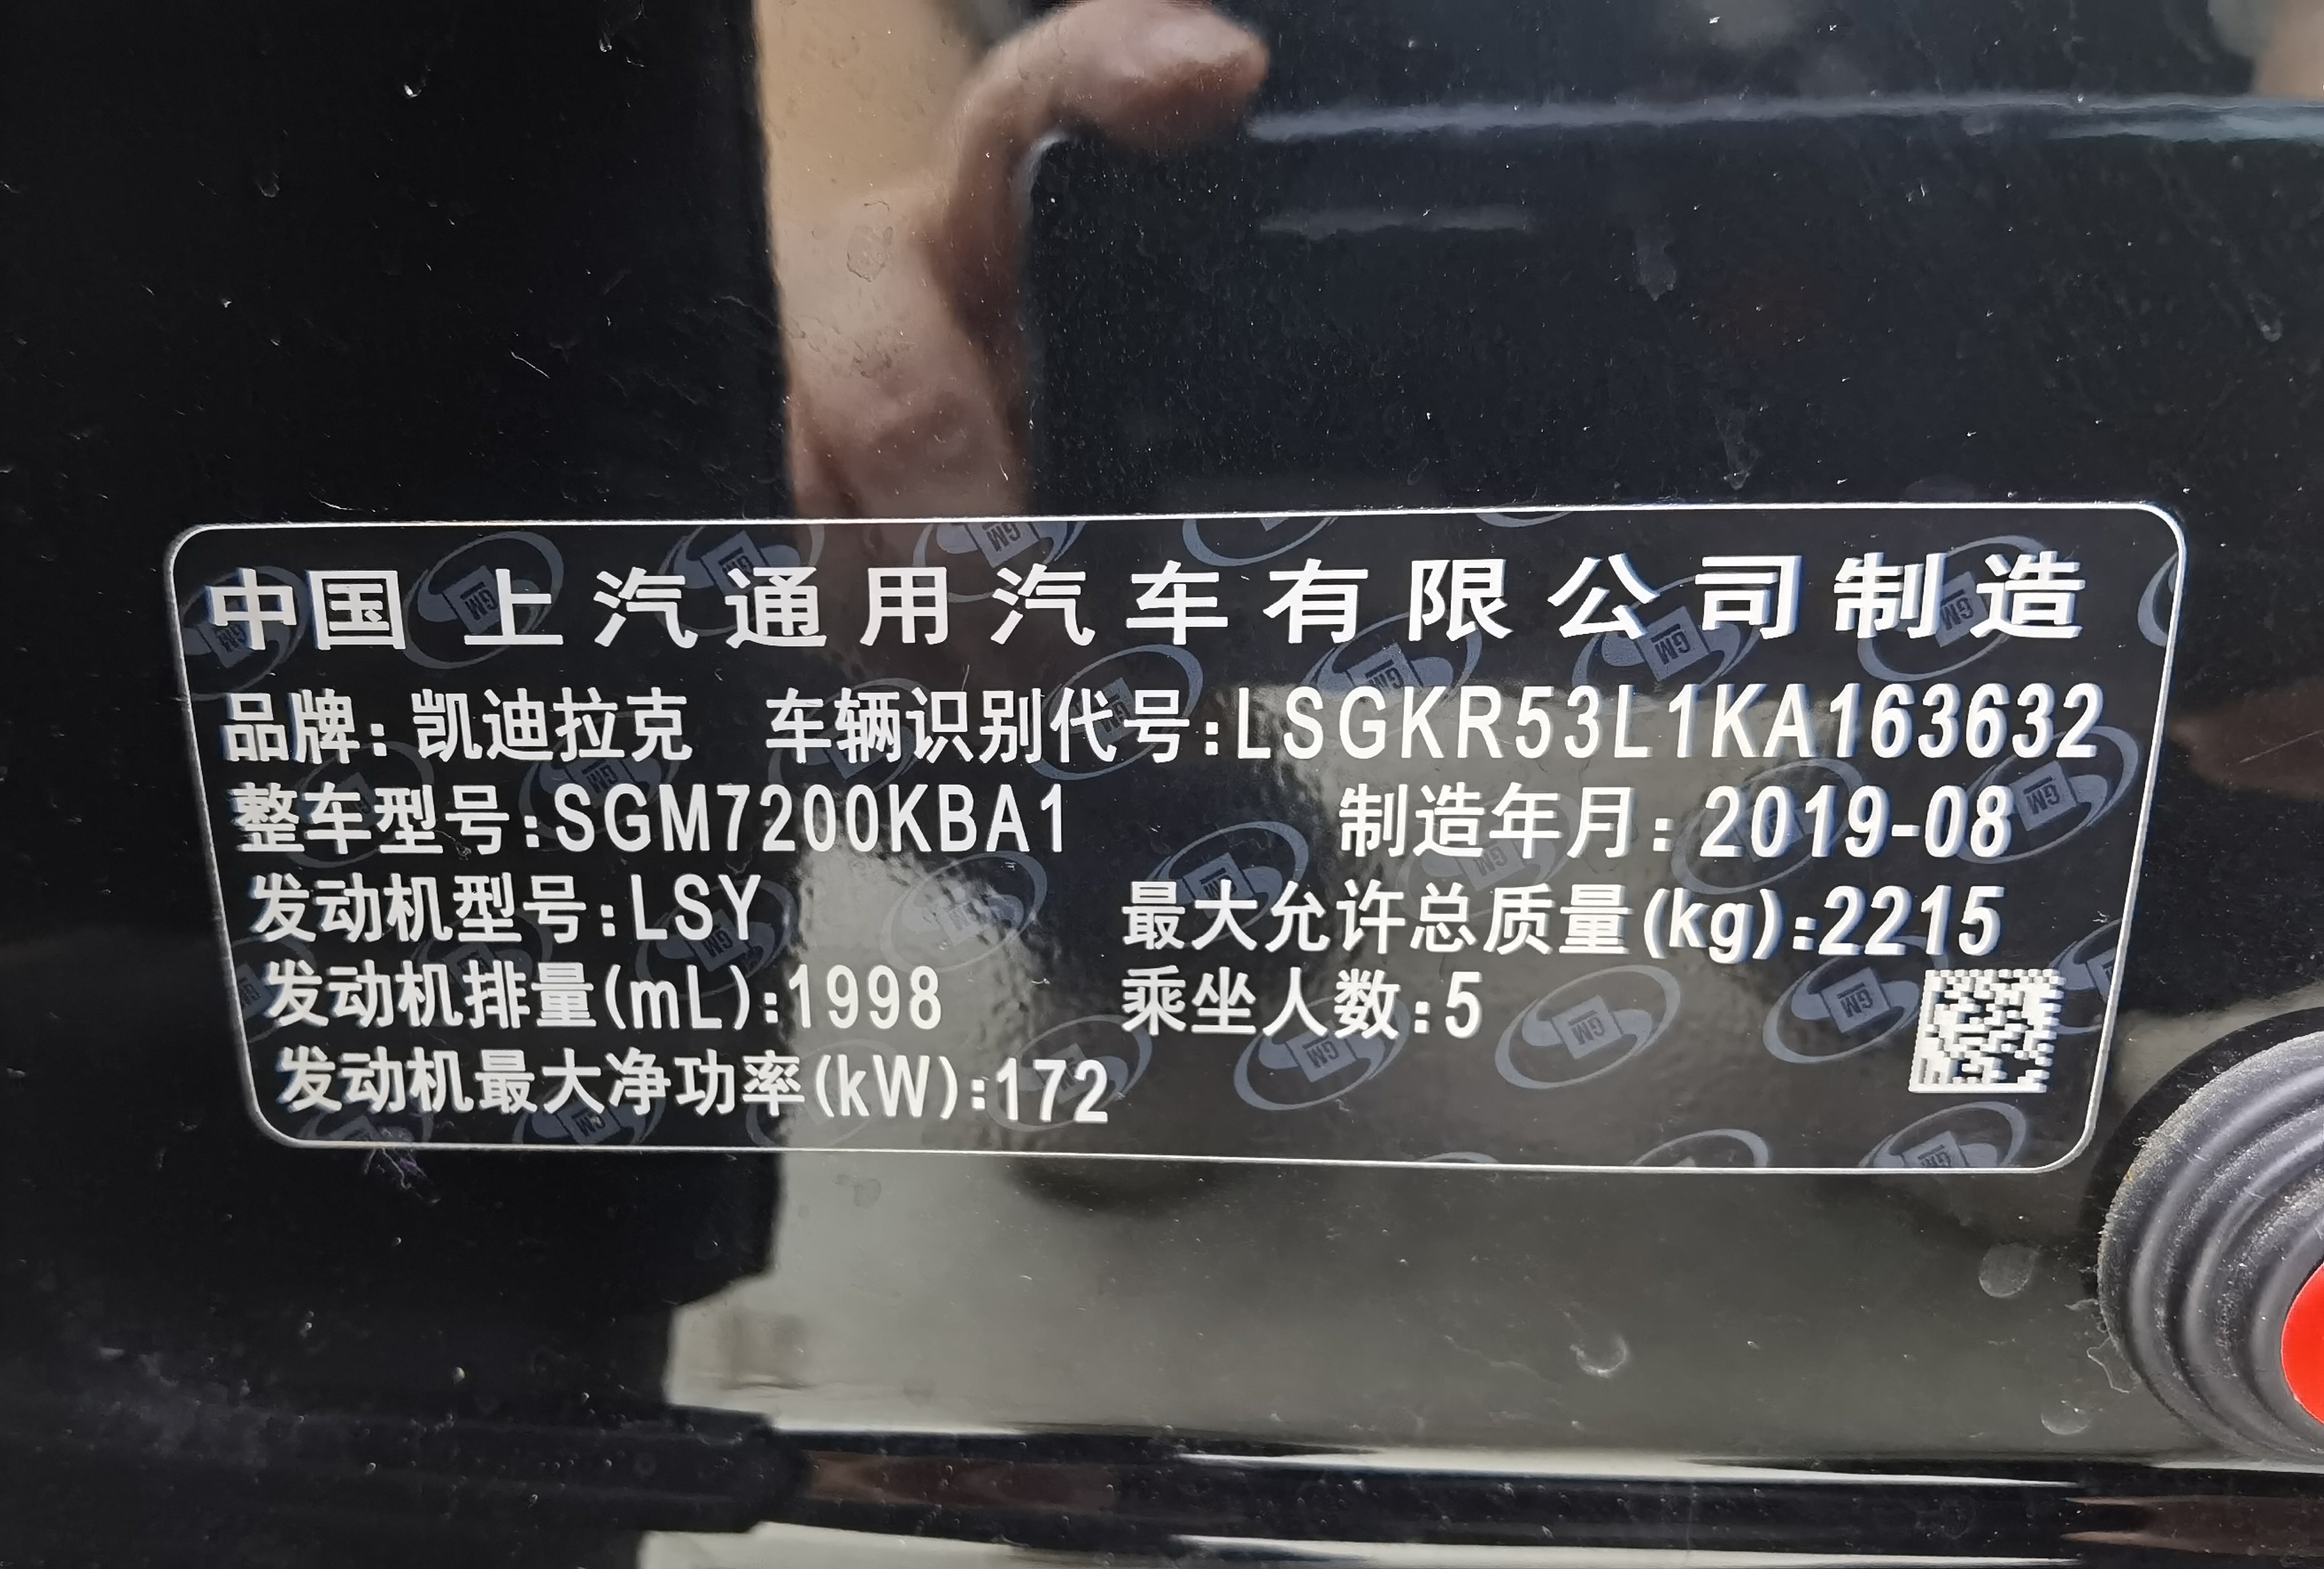 中国上汽通用汽车有限公司制造
品牌:凯迪拉克 车辆识别代号:LSGKR53L1KA163632
整车型号:SGM7200KBA1 制造年月:2019-08
发动机型号:LSY 最大允许总质量(kg):2215
发动机排量(mL):1998 乘坐人数:5
发动机最大净功率(kW):172